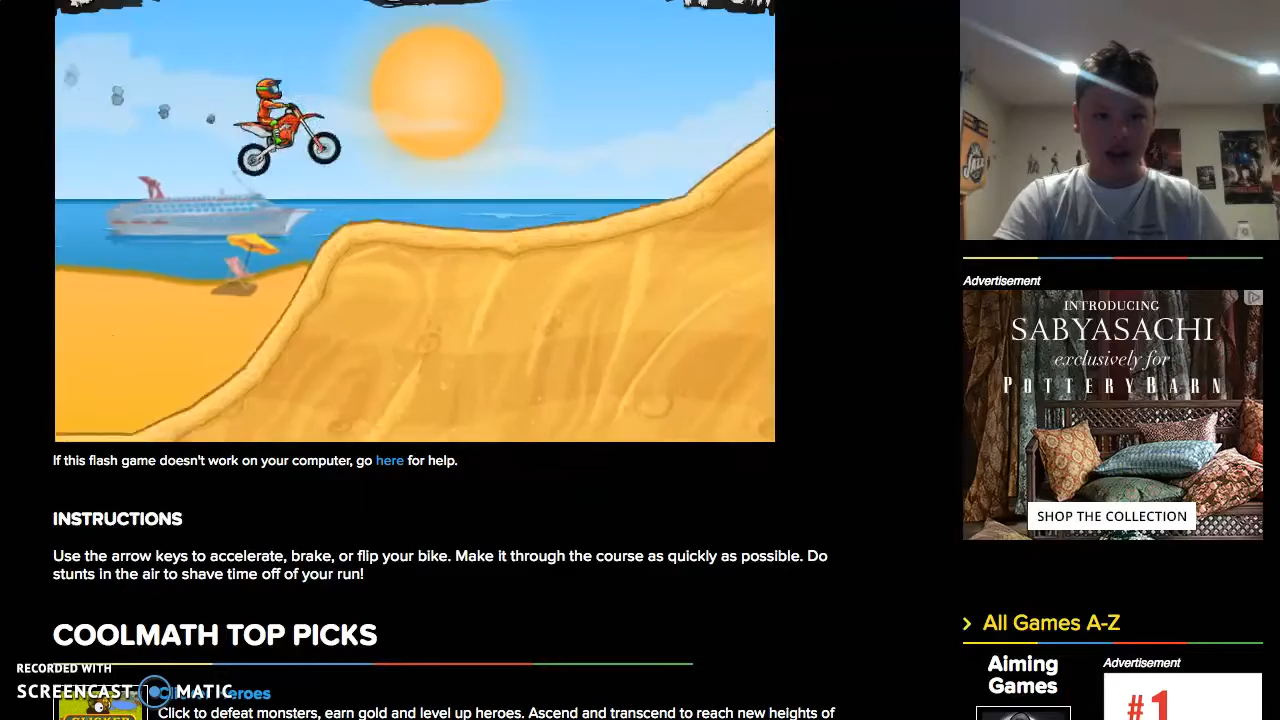 JAZZ
Advertisement
INTRODUCING
SABYASACHI
exclusively for
POTTERYBARN
SHOP THE COLLECTION
If this flash game doesn't work on your computer, go here for help.
INSTRUCTIONS
Use the arrow keys to accelerate, brake, or flip your bike. Make it through the course as quickly as possible. Do
stunts in the air to shave time off of your run!
All Games A-Z
COOLMATH TOP PICKS
Aiming
Games
Advertisement
#1
RECORDED WITH
SCREENCAST MATIC
Heroes
CLICKER
Click to defeat monsters, earn gold and level up heroes. Ascend and transcend to reach new heights of